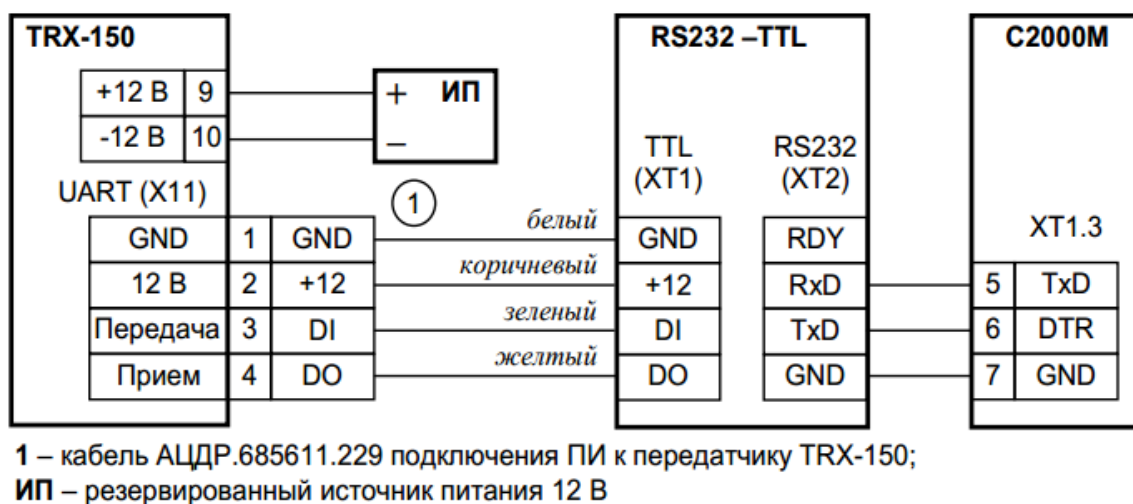 TRX-150
RS232 –TTL
C2000M
+12 В 9
+ ИП
-12 В 10
–
TTL
(XT1)
RS232
(XT2)
UART (X11)
1
XT1.3
белый
GND 1 GND
GND
RDY
коричневый
12 В 2 +12
+12
RxD
5 TxD
зеленый
Передача 3 DI
DI
TxD
6 DTR
желтый
Прием 4 DO
DO
GND
7 GND
1 – кабель АЦДР.685611.229 подключения ПИ к передатчику TRX-150;
ИП – резервированный источник питания 12 В